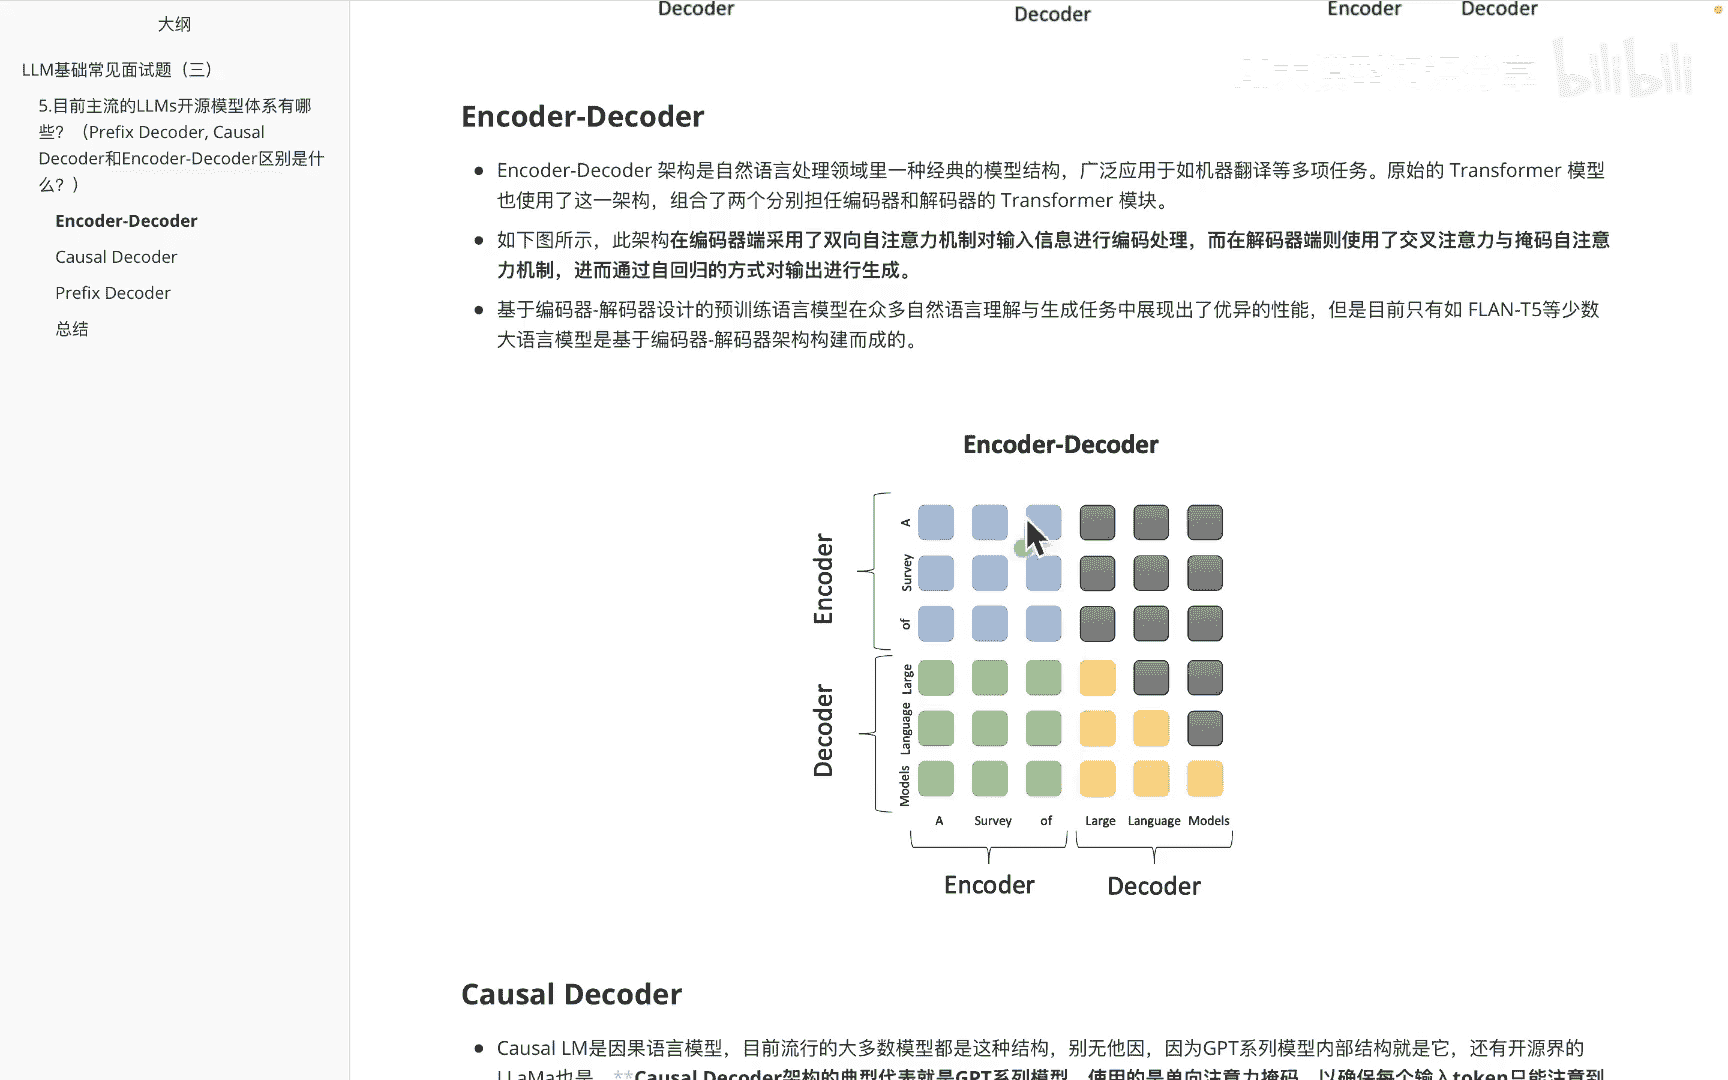 Decoder
Decoder
Encoder Decoder
大纲
LLM基础常见面试题（三）
5.目前主流的LLMs开源模型体系有哪
些？（Prefix Decoder, Causal
Decoder和Encoder-Decoder区别是什
么？)
Encoder-Decoder
Causal Decoder
Prefix Decoder
总结
bilibili
Encoder-Decoder
Encoder-Decoder 架构是自然语言处理领域里一种经典的模型结构，广泛应用于如机器翻译等多项任务。原始的 Transformer 模型
也使用了这一架构，组合了两个分别担任编码器和解码器的 Transformer 模块。
如下图所示，此架构在编码器端采用了双向自注意力机制对输入信息进行编码处理，而在解码器端则使用了交叉注意力与掩码自注意
力机制，进而通过自回归的方式对输出进行生成。
基于编码器-解码器设计的预训练语言模型在众多自然语言理解与生成任务中展现出了优异的性能，但是目前只有如 FLAN-T5等少数
大语言模型是基于编码器-解码器架构构建而成的。
Encoder-Decoder
Encoder
A
Survey
of
Decoder
Large
Language
Models
A Survey of Large Language Models
Encoder Decoder
Causal Decoder
Causal LM是因果语言模型，目前流行的大多数模型都是这种结构，别无他因，因为GPT系列模型内部结构就是它，还有开源界的
LLaMa也是。**Causal Decoder架构的典型代表就是GPT系列模型，使用的是单向注意力掩码，以确保每个输入token只能注意到